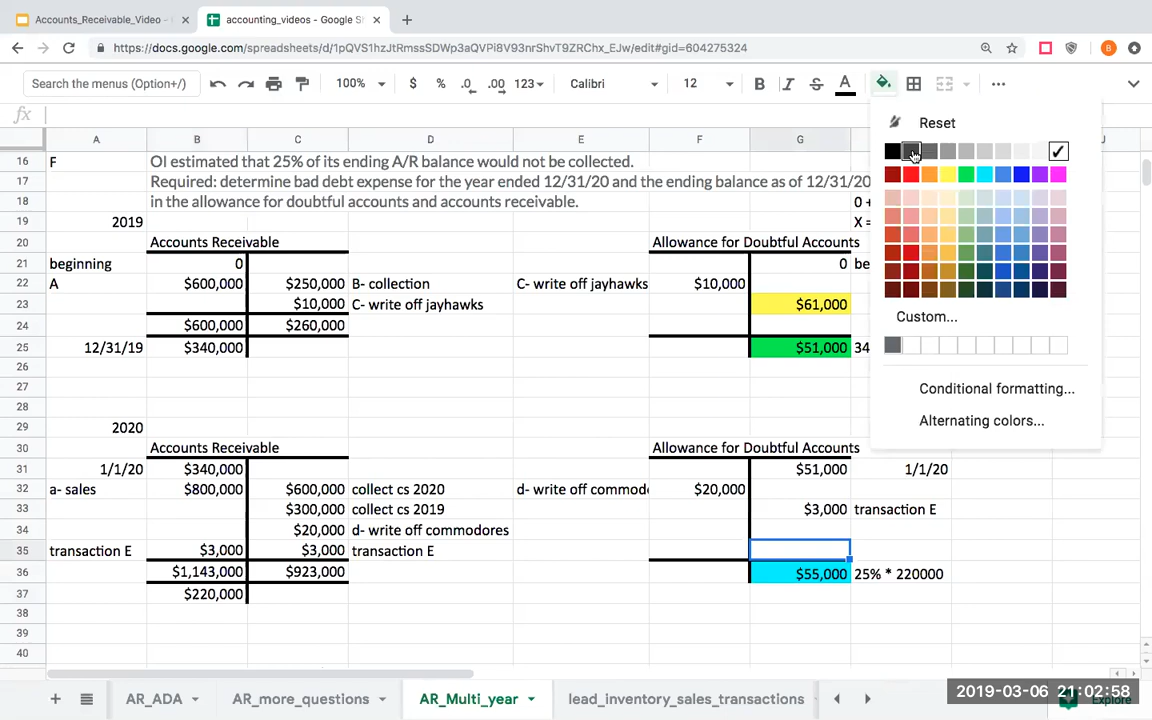 Accounts_Receivable_Video -
accounting_videos - Google S
https://docs.google.com/spreadsheets/d/1pQVS1hzJtRmssSDWp3aQVPi8V93nrShvT9ZRChx_EJw/edit#gid=604275324
Search the menus (Option+/) 100% $ % .0 .00 123 Calibri 12 B I S A
fx
Reset
A B C D E F G J
16 F OI estimated that 25% of its ending A/R balance would not be collected.
17 Required: determine bad debt expense for the year ended 12/31/20 and the ending balance as of 12/31/20
18 in the allowance for doubtful accounts and accounts receivable. 0 +
19 2019 X =
20 Accounts Receivable Allowance for Doubtful Accounts
21 beginning 0 0 be
22 A $600,000 $250,000 B- collection C- write off jayhawks $10,000
23 $10,000 C- write off jayhawks $61,000
Custom...
24 $600,000 $260,000
25 12/31/19 $340,000 $51,000 34
26
27
Conditional formatting...
28
Alternating colors...
29 2020
30 Accounts Receivable Allowance for Doubtful Accounts
31 1/1/20 $340,000 $51,000 1/1/20
32 a- sales $800,000 $600,000 collect cs 2020 d- write off commod $20,000
33 $300,000 collect cs 2019 $3,000 transaction E
34 $20,000 d- write off commodores
35 transaction E $3,000 $3,000 transaction E
36 $1,143,000 $923,000 $55,000 25% * 220000
37 $220,000
38
39
40
AR_ADA AR_more_questions AR_Multi_year lead_inventory_sales_transactions
2019-03-06 21:02:58
Explore